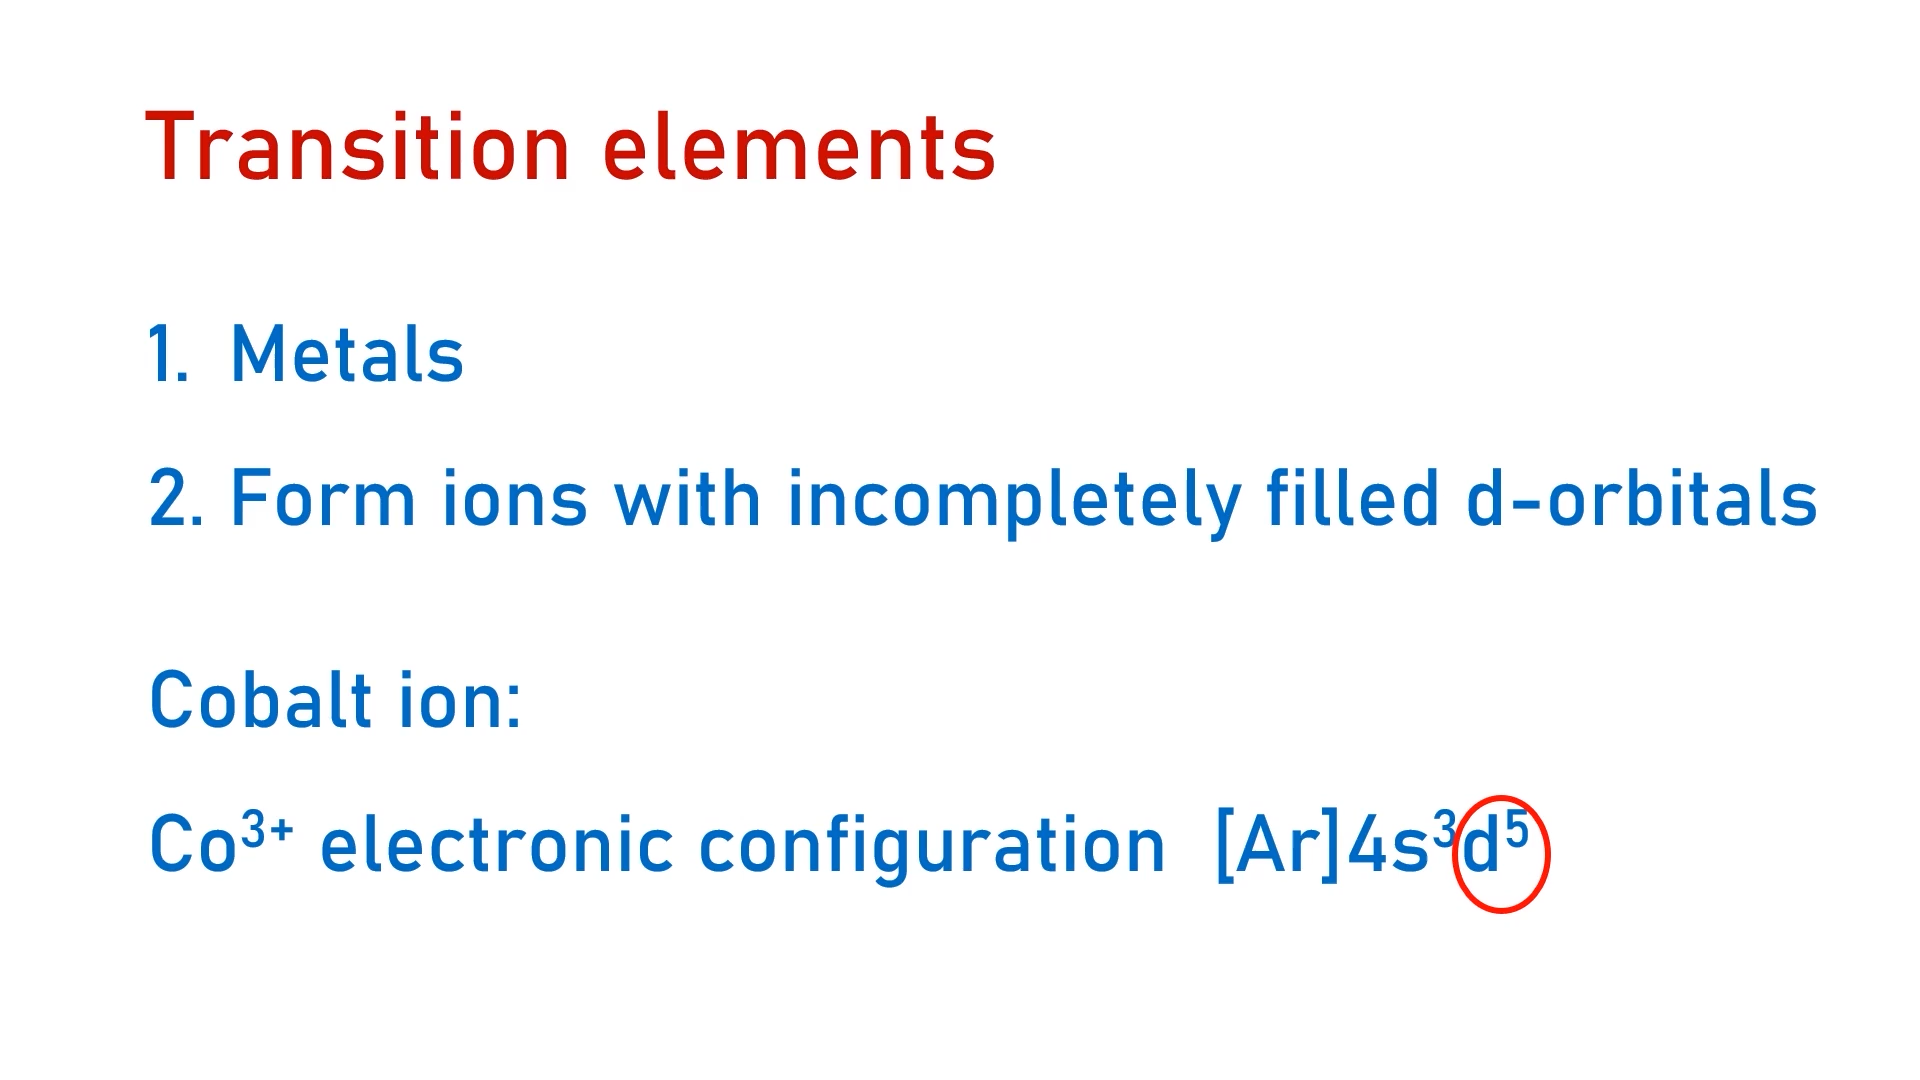 Transition elements
1. Metals
2. Form ions with incompletely filled d-orbitals
Cobalt ion:
Co³⁺ electronic configuration [Ar]4s³d⁵